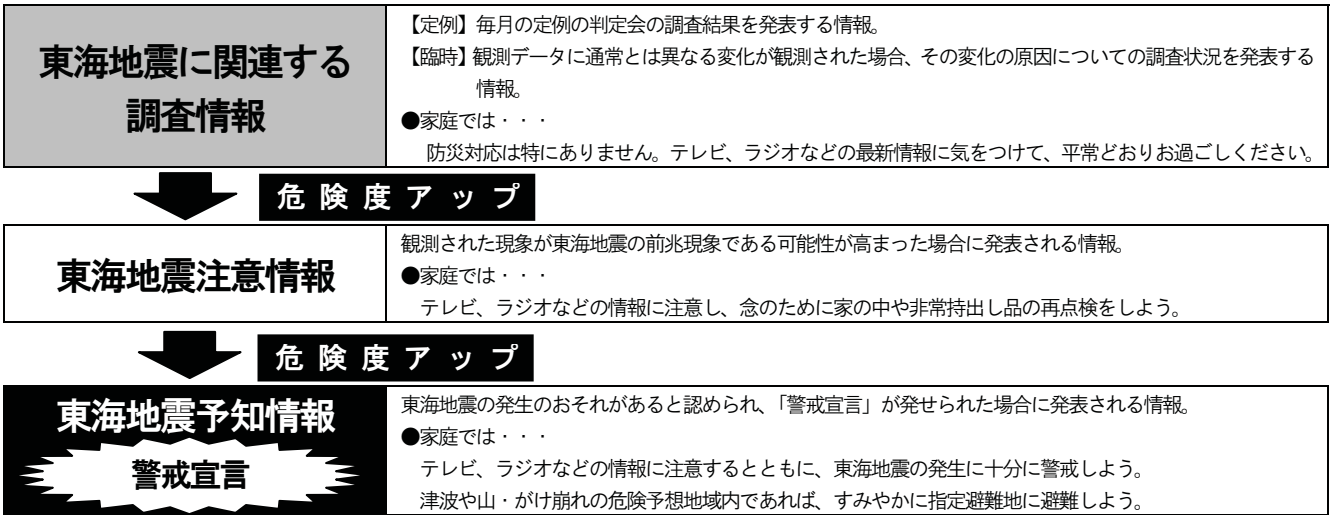 東海地震に関連する
調査情報
【定例】毎月の定例の判定会の調査結果を発表する情報。
【臨時】観測データに通常とは異なる変化が観測された場合、その変化の原因についての調査状況を発表する
情報。
●家庭では・・・
防災対応は特にありません。テレビ、ラジオなどの最新情報に気をつけて、平常どおりお過ごしください。
危険度アップ
東海地震注意情報
観測された現象が東海地震の前兆現象である可能性が高まった場合に発表される情報。
●家庭では・・・
テレビ、ラジオなどの情報に注意し、念のために家の中や非常持出し品の再点検をしよう。
危険度アップ
東海地震予知情報
警戒宣言
東海地震の発生のおそれがあると認められ、「警戒宣言」が発せられた場合に発表される情報。
●家庭では・・・
テレビ、ラジオなどの情報に注意するとともに、東海地震の発生に十分に警戒しよう。
津波や山・がけ崩れの危険予想地域内であれば、すみやかに指定避難地に避難しよう。